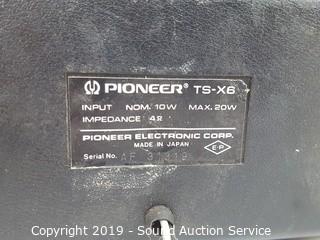 PIONEER® TS-X6
INPUT NOM. 10W MAX. 20W
IMPEDANCE 4Ω
PIONEER ELECTRONIC CORP.
MADE IN JAPAN
Serial No.
E-P
Copyright 2019 - Sound Auction Service